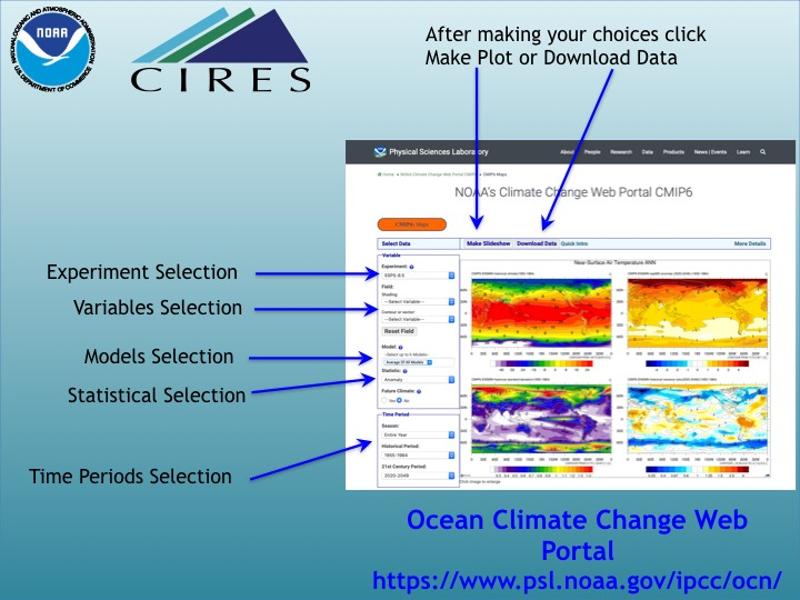 NATIONAL OCEANIC AND ATMOSPHERIC ADMINISTRATION
U.S. DEPARTMENT OF COMMERCE
NOAA
CIRES
After making your choices click
Make Plot or Download Data
Physical Sciences Laboratory
About People Research Data Products News | Events Learn
Home
CMIP6 Maps
NOAA's Climate Change Web Portal CMIP6
CMIP6 Maps
Select Data Make Slideshow Download Data Quick Intro More Details
Near-Surface Air Temperature ANN
Variable
Experiment:
SSP5-8.5
Field:
Shading
---Select Variable---
Contour or vector:
---Select Variable---
Reset Field
Model:
Average Of All Models
Statistic:
Anomaly
Future Climate:
Yes No
Time Period
Season:
Entire Year
Historical Period:
1955-1984
21st Century Period:
2020-2049
Click image to enlarge
Experiment Selection
Variables Selection
Models Selection
Statistical Selection
Time Periods Selection
Ocean Climate Change Web
Portal
https://www.psl.noaa.gov/ipcc/ocn/